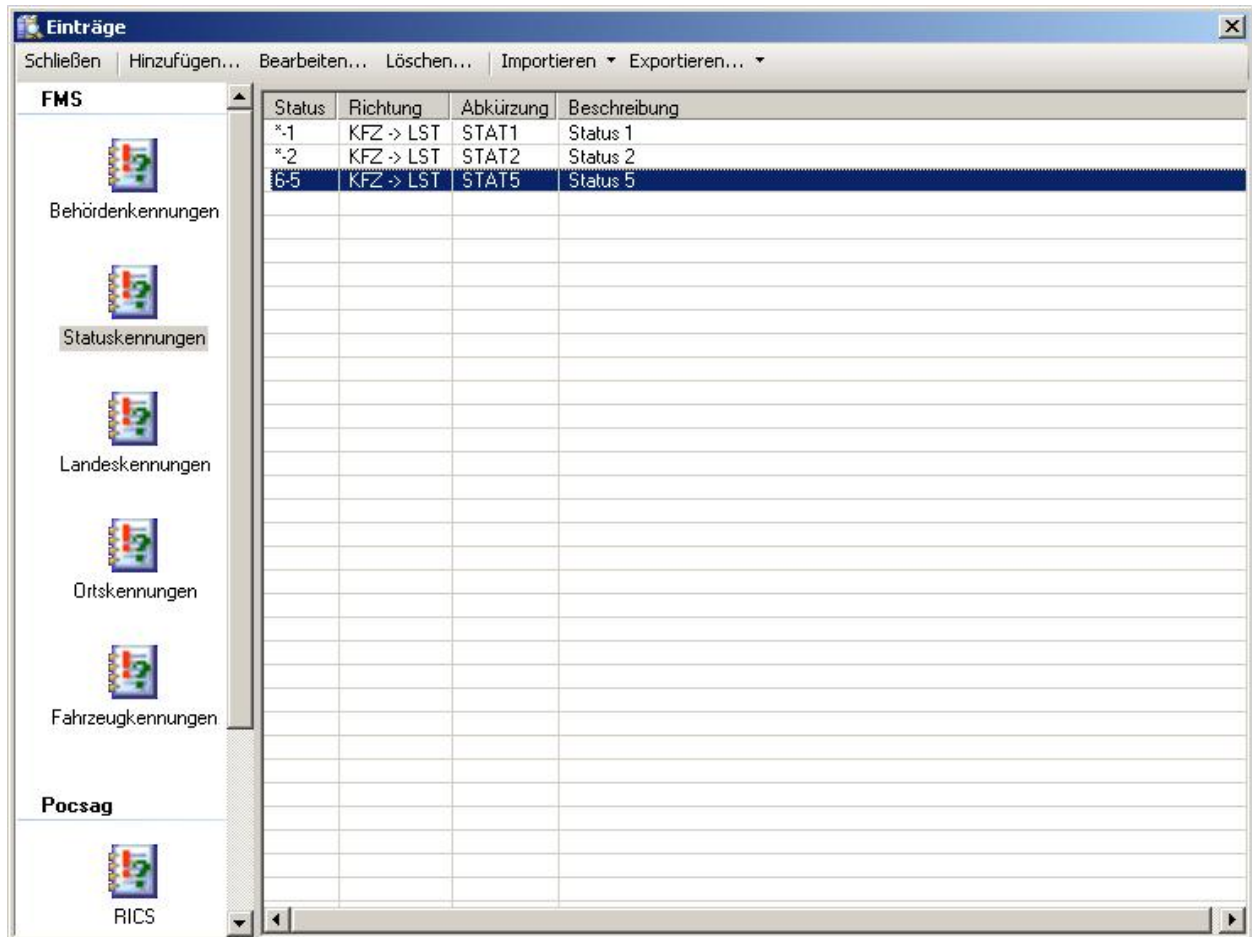 Einträge
Schließen Hinzufügen... Bearbeiten... Löschen... Importieren Exportieren...
FMS
Behördenkennungen
Statuskennungen
Landeskennungen
Ortskennungen
Fahrzeugkennungen
Pocsag
RICS
Status Richtung Abkürzung Beschreibung
*-1 KFZ -> LST STAT1 Status 1
*-2 KFZ -> LST STAT2 Status 2
6-5 KFZ -> LST STAT5 Status 5